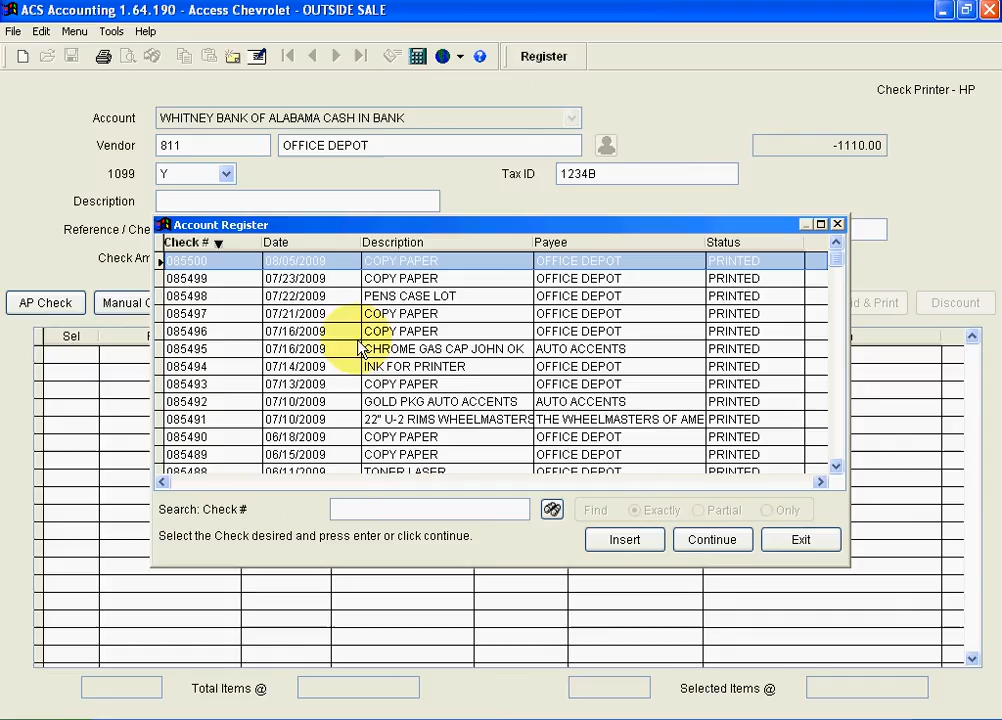 ACS Accounting 1.64.190 - Access Chevrolet - OUTSIDE SALE
File Edit Menu Tools Help
Register
Check Printer - HP
Account WHITNEY BANK OF ALABAMA CASH IN BANK
Vendor 811 OFFICE DEPOT -1110.00
1099 Y Tax ID 1234B
Description
Account Register
Reference / Che
Check # Date Description Payee Status
Check Am
085500 08/05/2009 COPY PAPER OFFICE DEPOT PRINTED
085499 07/23/2009 COPY PAPER OFFICE DEPOT PRINTED
085498 07/22/2009 PENS CASE LOT OFFICE DEPOT PRINTED
AP Check Manual C d & Print Discount
085497 07/21/2009 COPY PAPER OFFICE DEPOT PRINTED
085496 07/16/2009 COPY PAPER OFFICE DEPOT PRINTED
Sel
085495 07/16/2009 CHROME GAS CAP JOHN OK AUTO ACCENTS PRINTED
085494 07/14/2009 INK FOR PRINTER OFFICE DEPOT PRINTED
085493 07/13/2009 COPY PAPER OFFICE DEPOT PRINTED
085492 07/10/2009 GOLD PKG AUTO ACCENTS AUTO ACCENTS PRINTED
085491 07/10/2009 22" U-2 RIMS WHEELMASTERS THE WHEELMASTERS OF AME PRINTED
085490 06/18/2009 COPY PAPER OFFICE DEPOT PRINTED
085489 06/15/2009 COPY PAPER OFFICE DEPOT PRINTED
085488 06/11/2009 TONER LASER OFFICE DEPOT PRINTED
Search: Check # Find Exactly Partial Only
Select the Check desired and press enter or click continue. Insert Continue Exit
Total Items @ Selected Items @